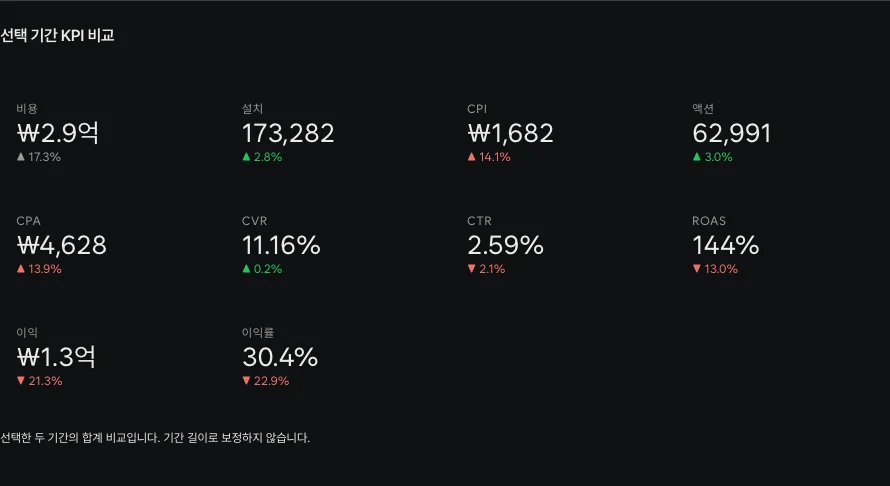 선택 기간 KPI 비교
비용 설치 CPI 액션
₩2.9억 173,282 ₩1,682 62,991
▲ 17.3% ▲ 2.8% ▲ 14.1% ▲ 3.0%
CPA CVR CTR ROAS
₩4,628 11.16% 2.59% 144%
▲ 13.9% ▲ 0.2% ▼ 2.1% ▼ 13.0%
이익 이익률
₩1.3억 30.4%
▼ 21.3% ▼ 22.9%
선택한 두 기간의 합계 비교입니다. 기간 길이로 보정하지 않습니다.